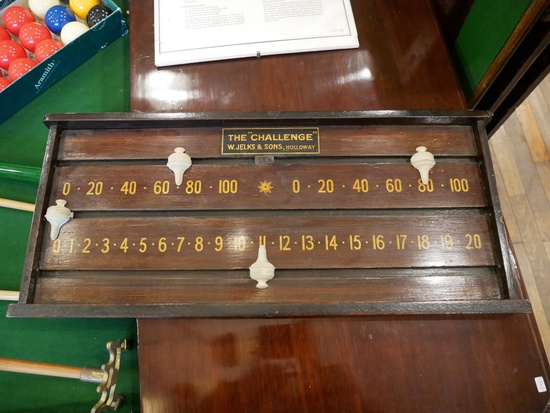 Aramith
THE "CHALLENGE"
W. JELKS & SONS, HOLLOWAY
0 · 20 · 40 · 60 · 80 · 100 0 · 20 · 40 · 60 · 80 · 100
0 · 1 · 2 · 3 · 4 · 5 · 6 · 7 · 8 · 9 · 10 · 11 · 12 · 13 · 14 · 15 · 16 · 17 · 18 · 19 · 20